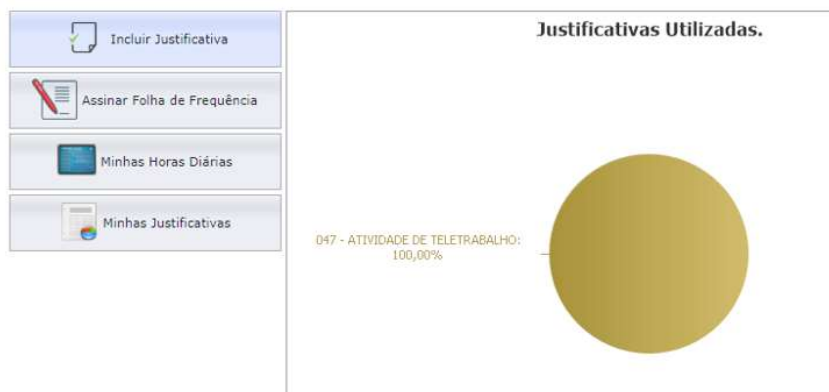 Incluir Justificativa
Assinar Folha de Frequência
Minhas Horas Diárias
Minhas Justificativas
Justificativas Utilizadas.
047 - ATIVIDADE DE TELETRABALHO:
100,00%